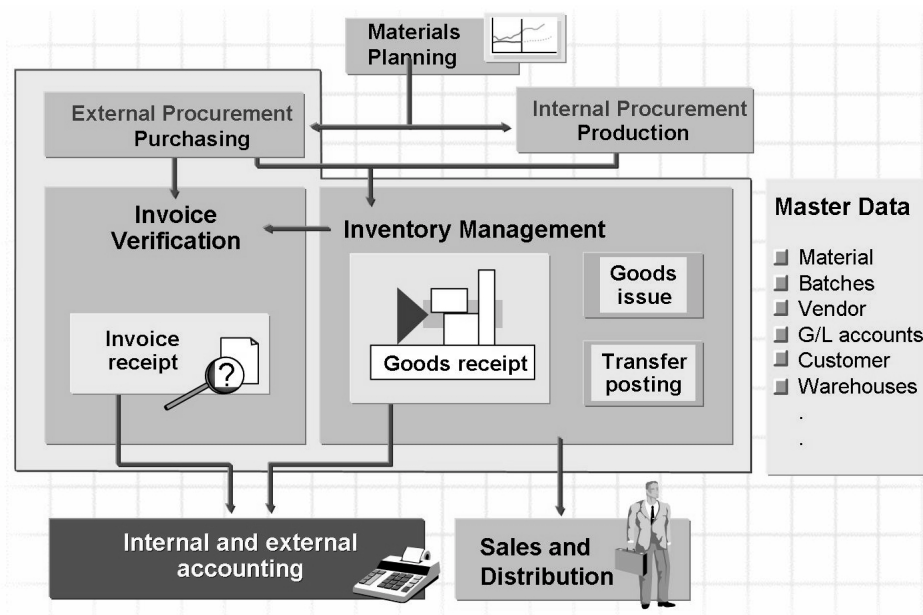 Materials
Planning
External Procurement
Purchasing
Internal Procurement
Production
Invoice
Verification
Inventory Management
Invoice
receipt
?
Goods receipt
Goods
issue
Transfer
posting
Master Data
Material
Batches
Vendor
G/L accounts
Customer
Warehouses
.
.
Internal and external
accounting
Sales and
Distribution